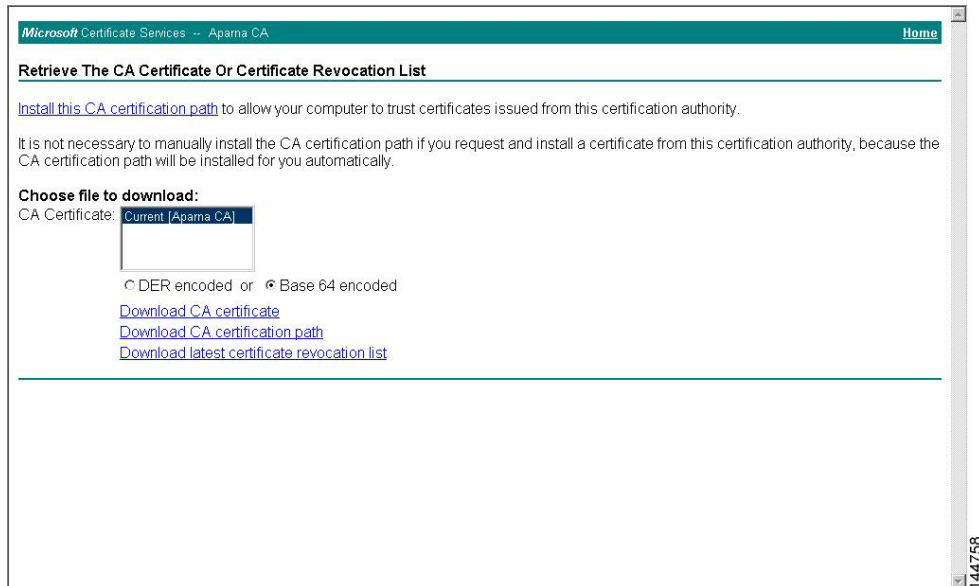 Microsoft Certificate Services -- Aparna CA Home
Retrieve The CA Certificate Or Certificate Revocation List
Install this CA certification path to allow your computer to trust certificates issued from this certification authority.
It is not necessary to manually install the CA certification path if you request and install a certificate from this certification authority, because the
CA certification path will be installed for you automatically.
Choose file to download:
CA Certificate: Current [Aparna CA]
DER encoded or Base 64 encoded
Download CA certificate
Download CA certification path
Download latest certificate revocation list
144758